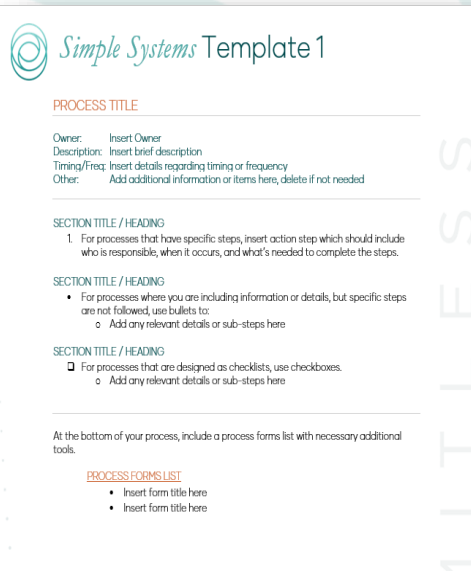 Simple Systems Template 1
PROCESS TITLE
Owner: Insert Owner
Description: Insert brief description
Timing/Freq: Insert details regarding timing or frequency
Other: Add additional information or items here, delete if not needed
SECTION TITLE / HEADING
1. For processes that have specific steps, insert action step which should include
who is responsible, when it occurs, and what's needed to complete the steps.
SECTION TITLE / HEADING
• For processes where you are including information or details, but specific steps
are not followed, use bullets to:
o Add any relevant details or sub-steps here
SECTION TITLE / HEADING
❑ For processes that are designed as checklists, use checkboxes.
o Add any relevant details or sub-steps here
At the bottom of your process, include a process forms list with necessary additional
tools.
PROCESS FORMS LIST
• Insert form title here
• Insert form title here